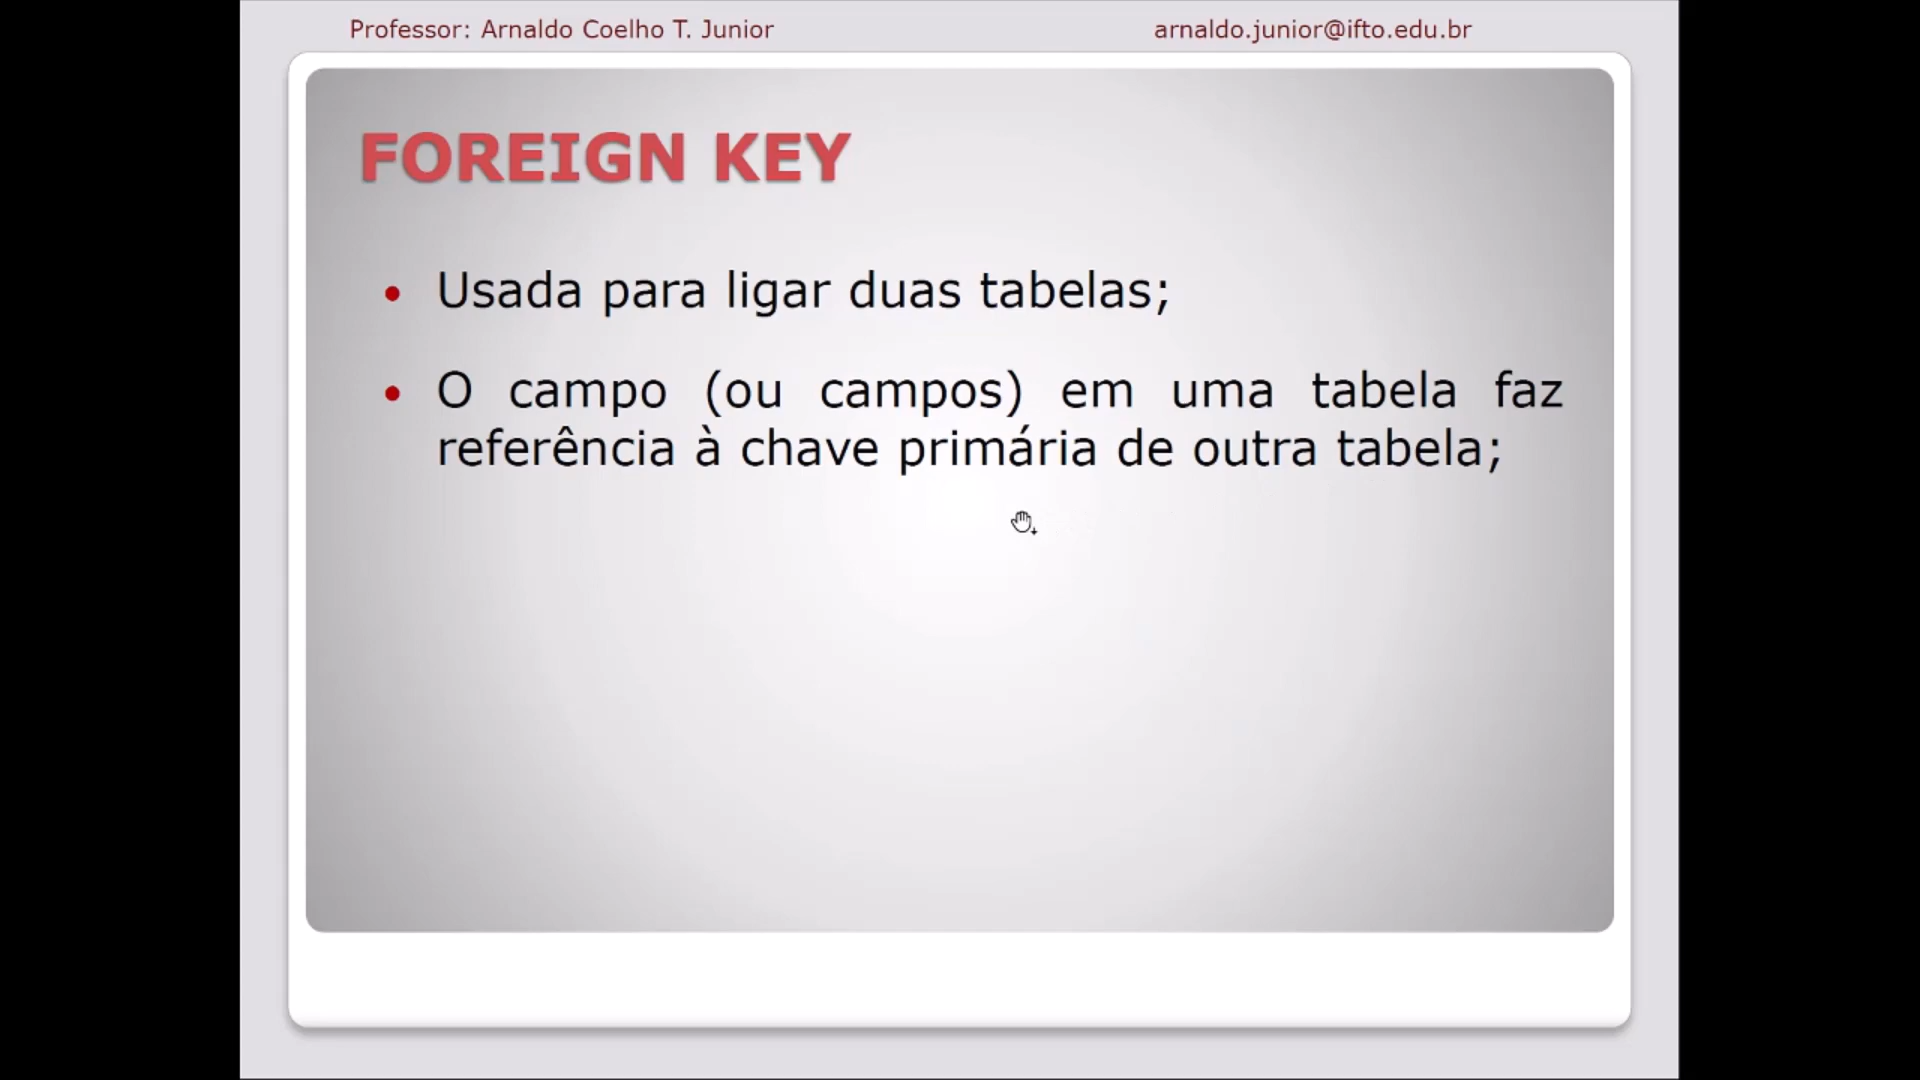 Professor: Arnaldo Coelho T. Junior
arnaldo.junior@ifto.edu.br
FOREIGN KEY
• Usada para ligar duas tabelas;
• O campo (ou campos) em uma tabela faz
referência à chave primária de outra tabela;